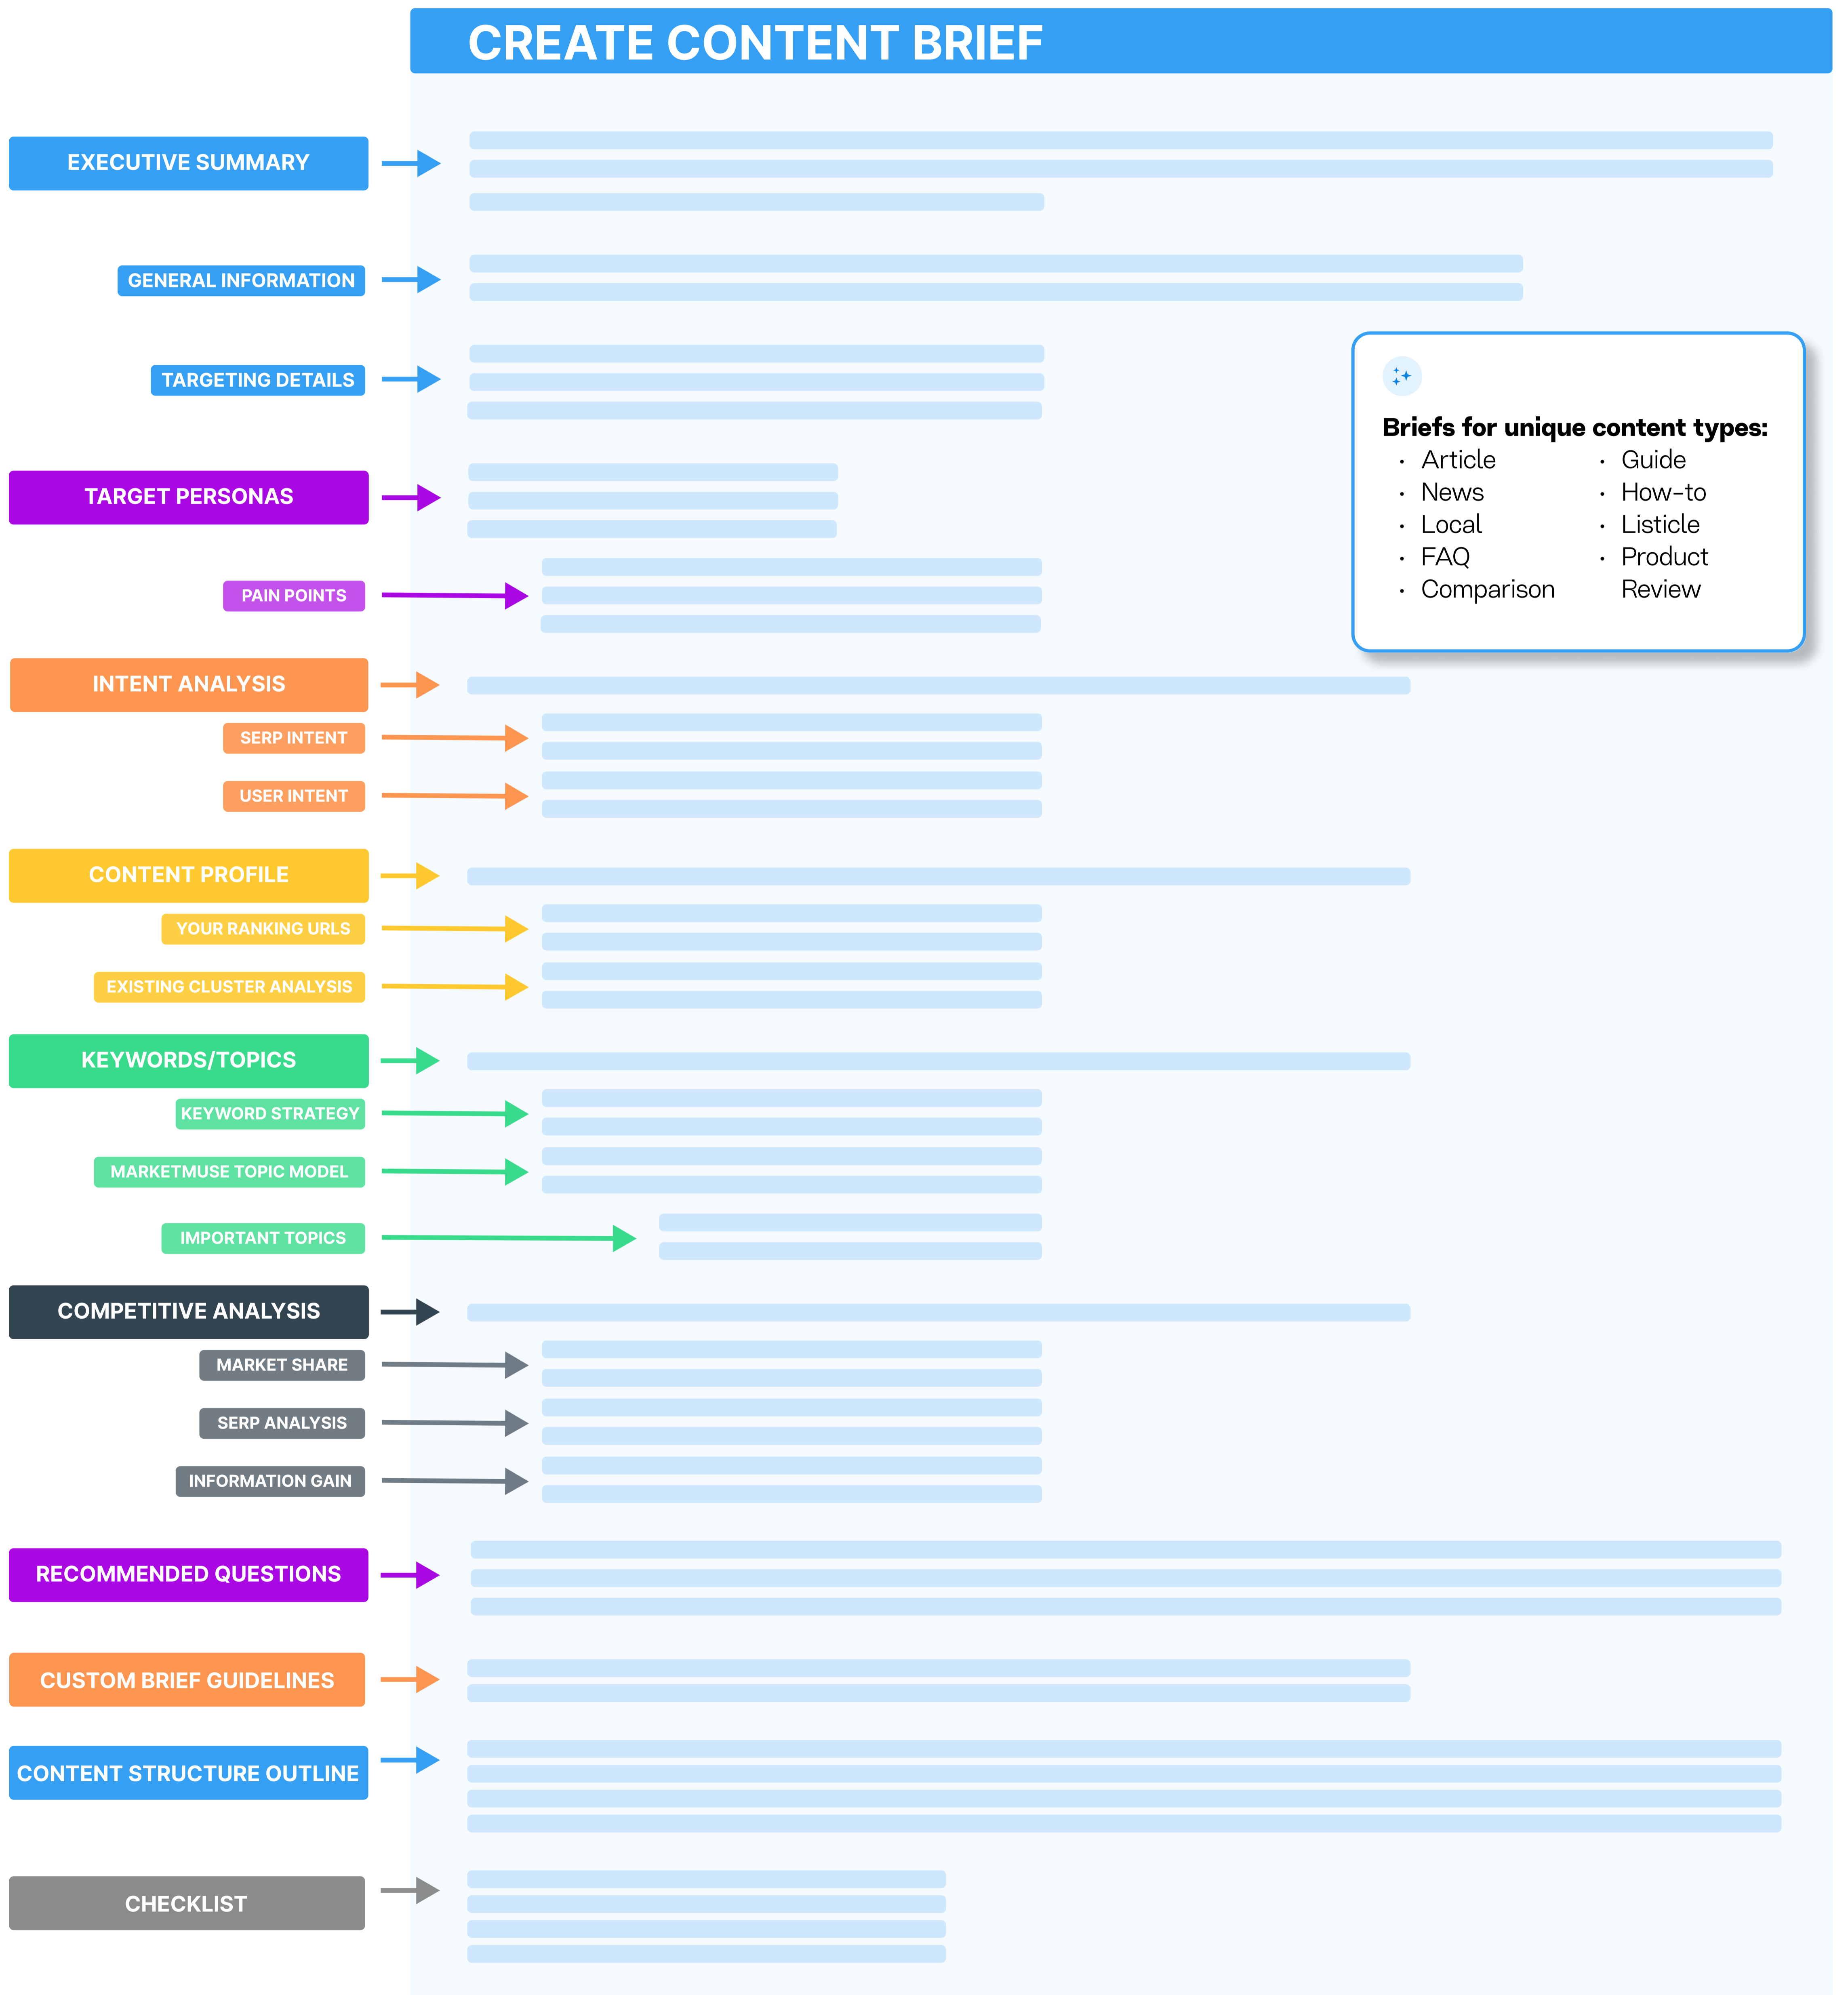 CREATE CONTENT BRIEF
EXECUTIVE SUMMARY
GENERAL INFORMATION
TARGETING DETAILS
Briefs for unique content types:
Article
News
Local
FAQ
Comparison
Guide
How-to
Listicle
Product
Review
TARGET PERSONAS
PAIN POINTS
INTENT ANALYSIS
SERP INTENT
USER INTENT
CONTENT PROFILE
YOUR RANKING URLS
EXISTING CLUSTER ANALYSIS
KEYWORDS/TOPICS
KEYWORD STRATEGY
MARKETMUSE TOPIC MODEL
IMPORTANT TOPICS
COMPETITIVE ANALYSIS
MARKET SHARE
SERP ANALYSIS
INFORMATION GAIN
RECOMMENDED QUESTIONS
CUSTOM BRIEF GUIDELINES
CONTENT STRUCTURE OUTLINE
CHECKLIST